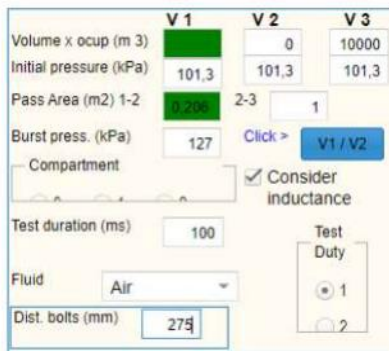 V 1 V 2 V 3
Volume x ocup (m 3) 0 10000
Initial pressure (kPa) 101,3 101,3 101,3
Pass Area (m2) 1-2 0.206 2-3 1
Burst press. (kPa) 127 Click > V1 / V2
Compartment
Consider inductance
Test duration (ms) 100
Test Duty
Fluid Air
1
Dist. bolts (mm) 275
2